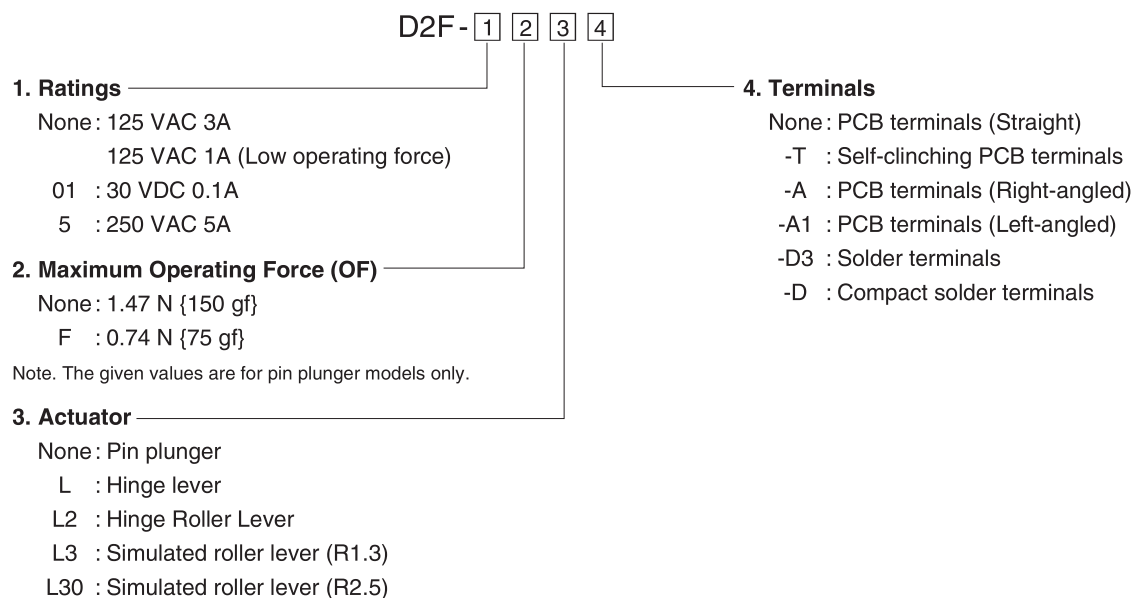 D2F- 1 2 3 4
1. Ratings
None : 125 VAC 3A
125 VAC 1A (Low operating force)
01 : 30 VDC 0.1A
5 : 250 VAC 5A
2. Maximum Operating Force (OF)
None : 1.47 N {150 gf}
F : 0.74 N {75 gf}
Note. The given values are for pin plunger models only.
3. Actuator
None : Pin plunger
L : Hinge lever
L2 : Hinge Roller Lever
L3 : Simulated roller lever (R1.3)
L30 : Simulated roller lever (R2.5)
4. Terminals
None : PCB terminals (Straight)
-T : Self-clinching PCB terminals
-A : PCB terminals (Right-angled)
-A1 : PCB terminals (Left-angled)
-D3 : Solder terminals
-D : Compact solder terminals